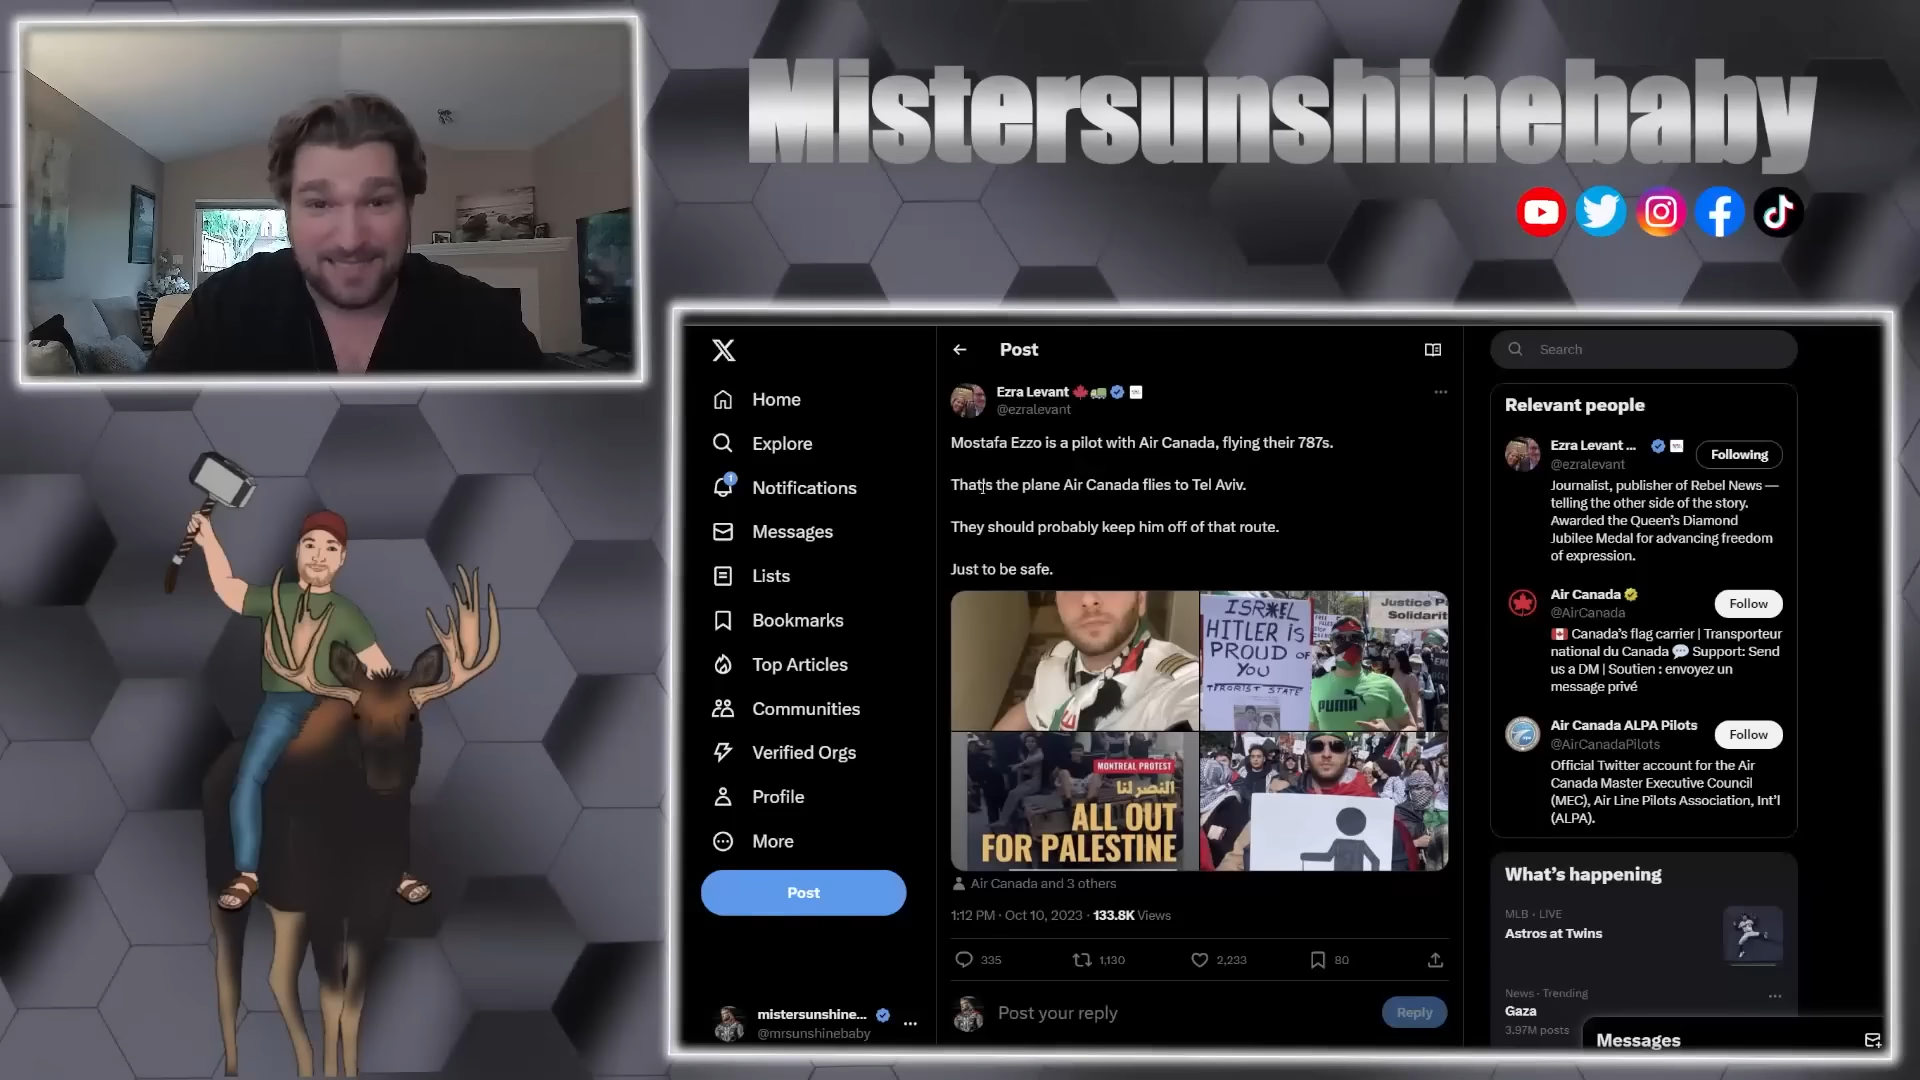 Mistersunshinebaby
X
Home
Explore
1
Notifications
Messages
Lists
Bookmarks
Top Articles
Communities
Verified Orgs
Profile
More
Post
mistersunshine...
@mrsunshinebaby
Post
Ezra Levant
@ezralevant
Mostafa Ezzo is a pilot with Air Canada, flying their 787s.
That's the plane Air Canada flies to Tel Aviv.
They should probably keep him off of that route.
Just to be safe.
ISR*EL
HITLER IS
PROUD OF
YOU
TERRORIST STATE
Justice
Solidarit
PUMA
MONTREAL PROTEST
النصر لنا
ALL OUT
FOR PALESTINE
Air Canada and 3 others
1:12 PM · Oct 10, 2023 · 133.8K Views
335
1,130
2,233
80
Post your reply
Reply
Search
Relevant people
Ezra Levant ...
@ezralevant
Following
Journalist, publisher of Rebel News —
telling the other side of the story.
Awarded the Queen's Diamond
Jubilee Medal for advancing freedom
of expression.
Air Canada
@AirCanada
Follow
Canada's flag carrier | Transporteur
national du Canada 💬 Support: Send
us a DM | Soutien : envoyez un
message privé
Air Canada ALPA Pilots
@AirCanadaPilots
Follow
Official Twitter account for the Air
Canada Master Executive Council
(MEC), Air Line Pilots Association, Int'l
(ALPA).
What's happening
MLB · LIVE
Astros at Twins
News · Trending
Gaza
3.97M posts
Messages